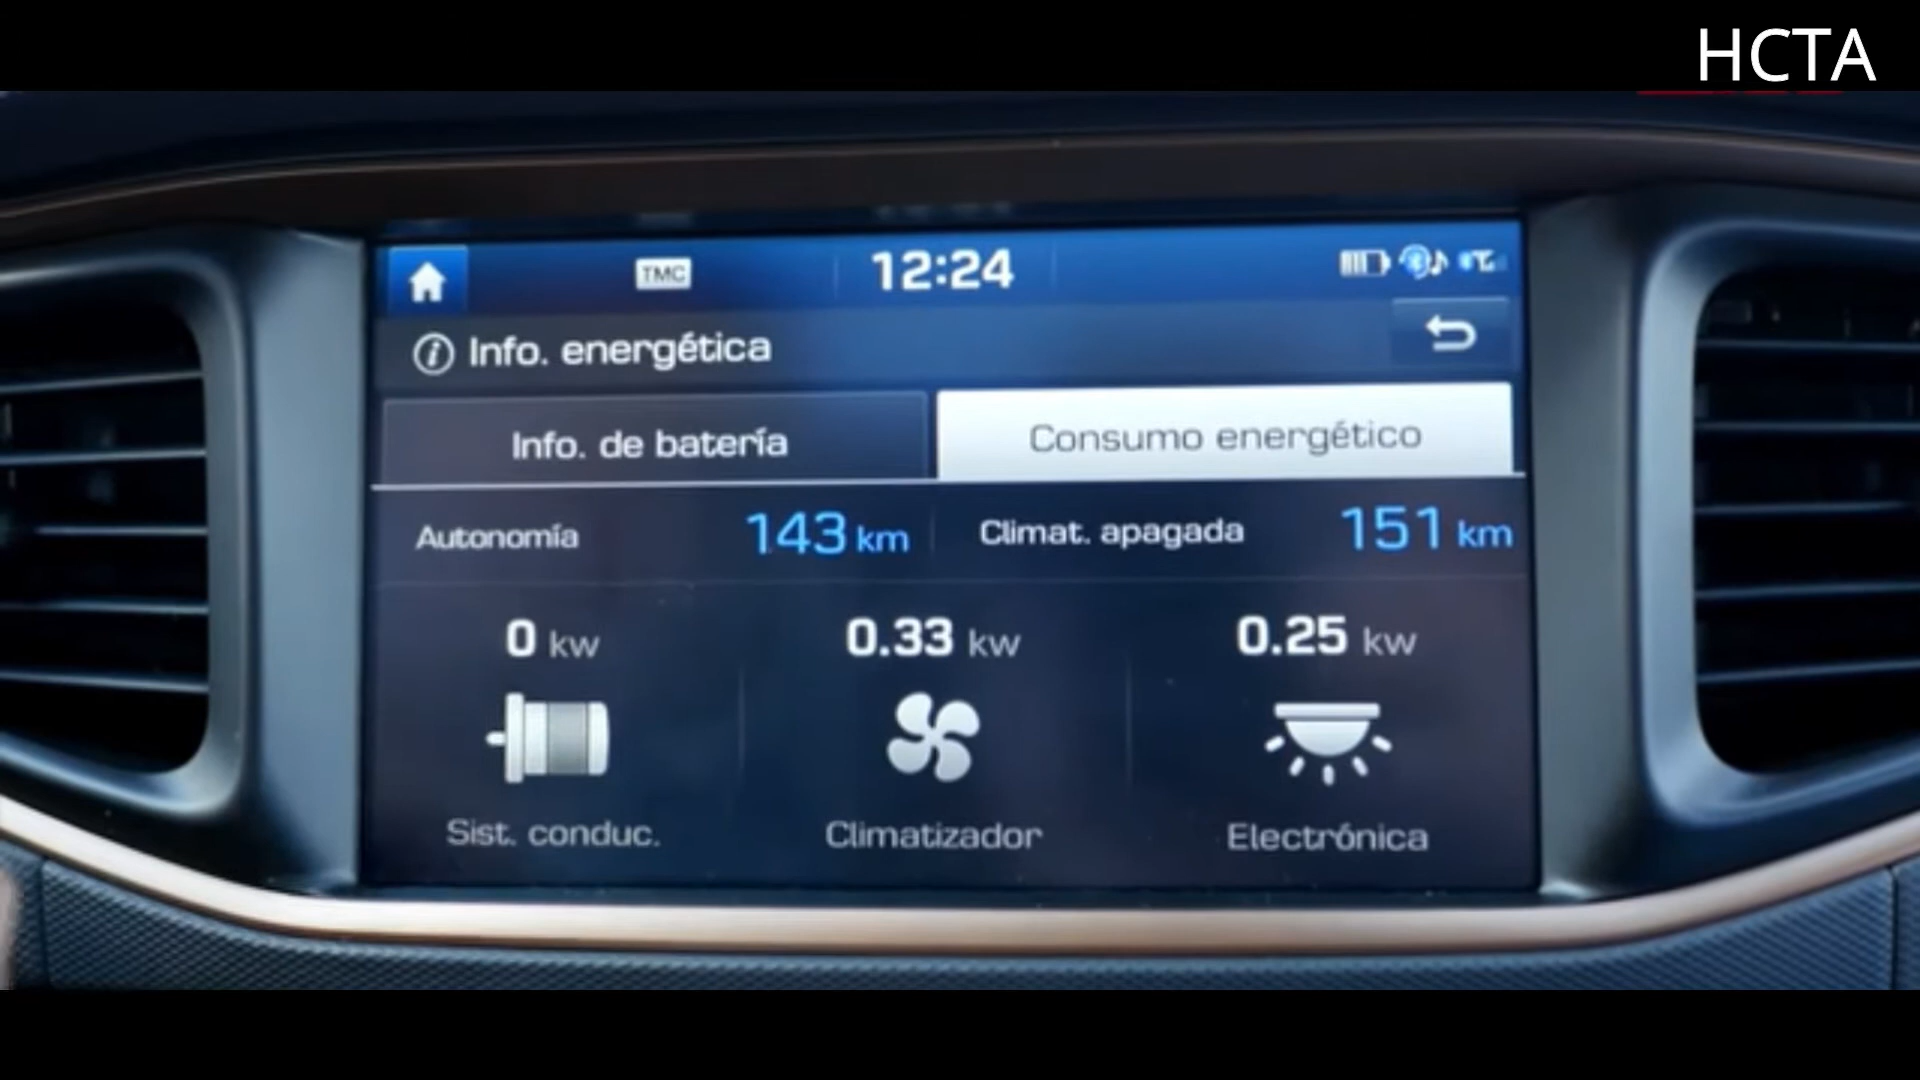 HCTA
TMC
12:24
Info. energética
Info. de batería
Consumo energético
Autonomía
143 km
Climat. apagada
151 km
0 kw
0.33 kw
0.25 kw
Sist. conduc.
Climatizador
Electrónica